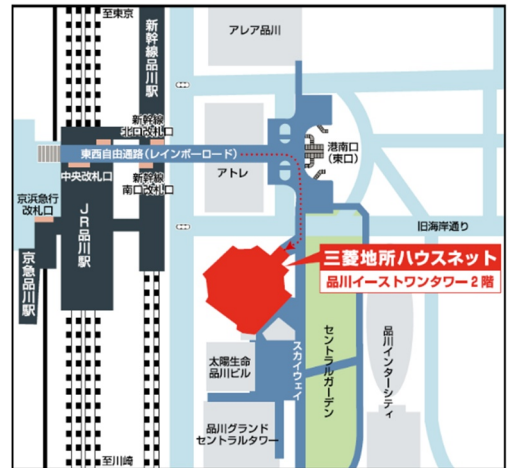 至東京
新幹線品川駅
アレア品川
新幹線
北口改札口
東西自由通路(レインボーロード)
港南口
(東口)
中央改札口
新幹線
南口改札口
アトレ
京浜急行
改札口
JR品川駅
旧海岸通り
京急品川駅
三菱地所ハウスネット
品川イーストワンタワー2階
スカイウェイ
セントラルガーデン
品川インターシティ
太陽生命
品川ビル
品川グランド
セントラルタワー
至川崎